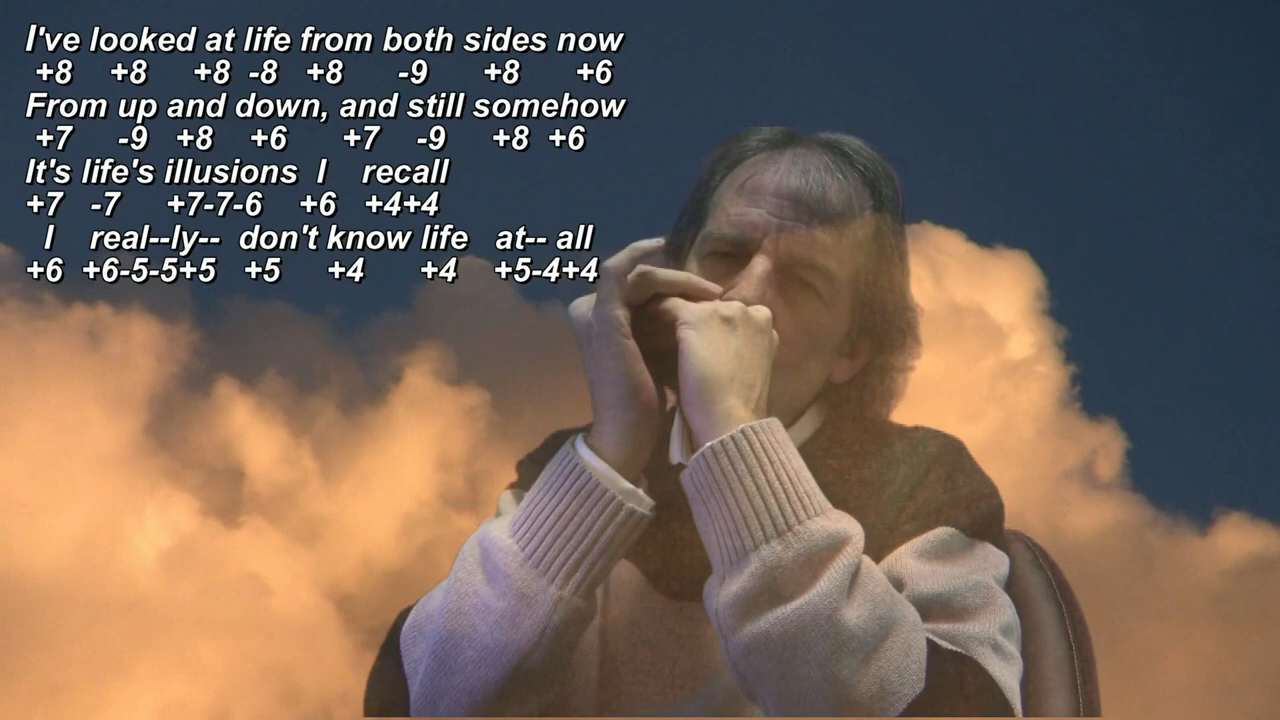 I've looked at life from both sides now
+8 +8 +8 -8 +8 -9 +8 +6
From up and down, and still somehow
+7 -9 +8 +6 +7 -9 +8 +6
It's life's illusions I recall
+7 -7 +7-7-6 +6 +4+4
I real--ly-- don't know life at-- all
+6 +6-5-5+5 +5 +4 +4 +5-4+4